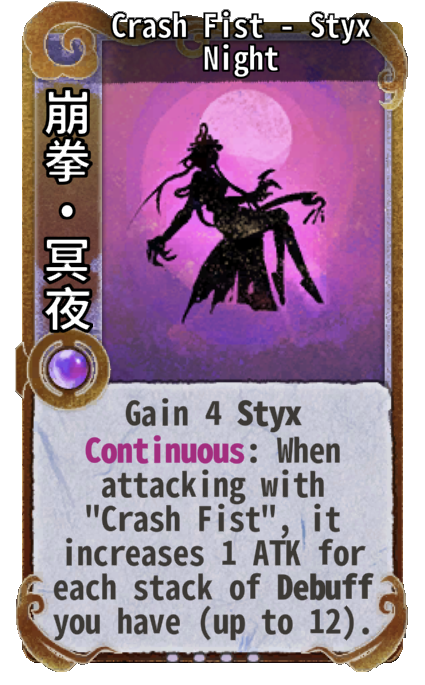 Crash Fist - Styx
Night
崩拳・冥夜
Gain 4 Styx
Continuous: When
attacking with
"Crash Fist", it
increases 1 ATK for
each stack of Debuff
you have (up to 12).